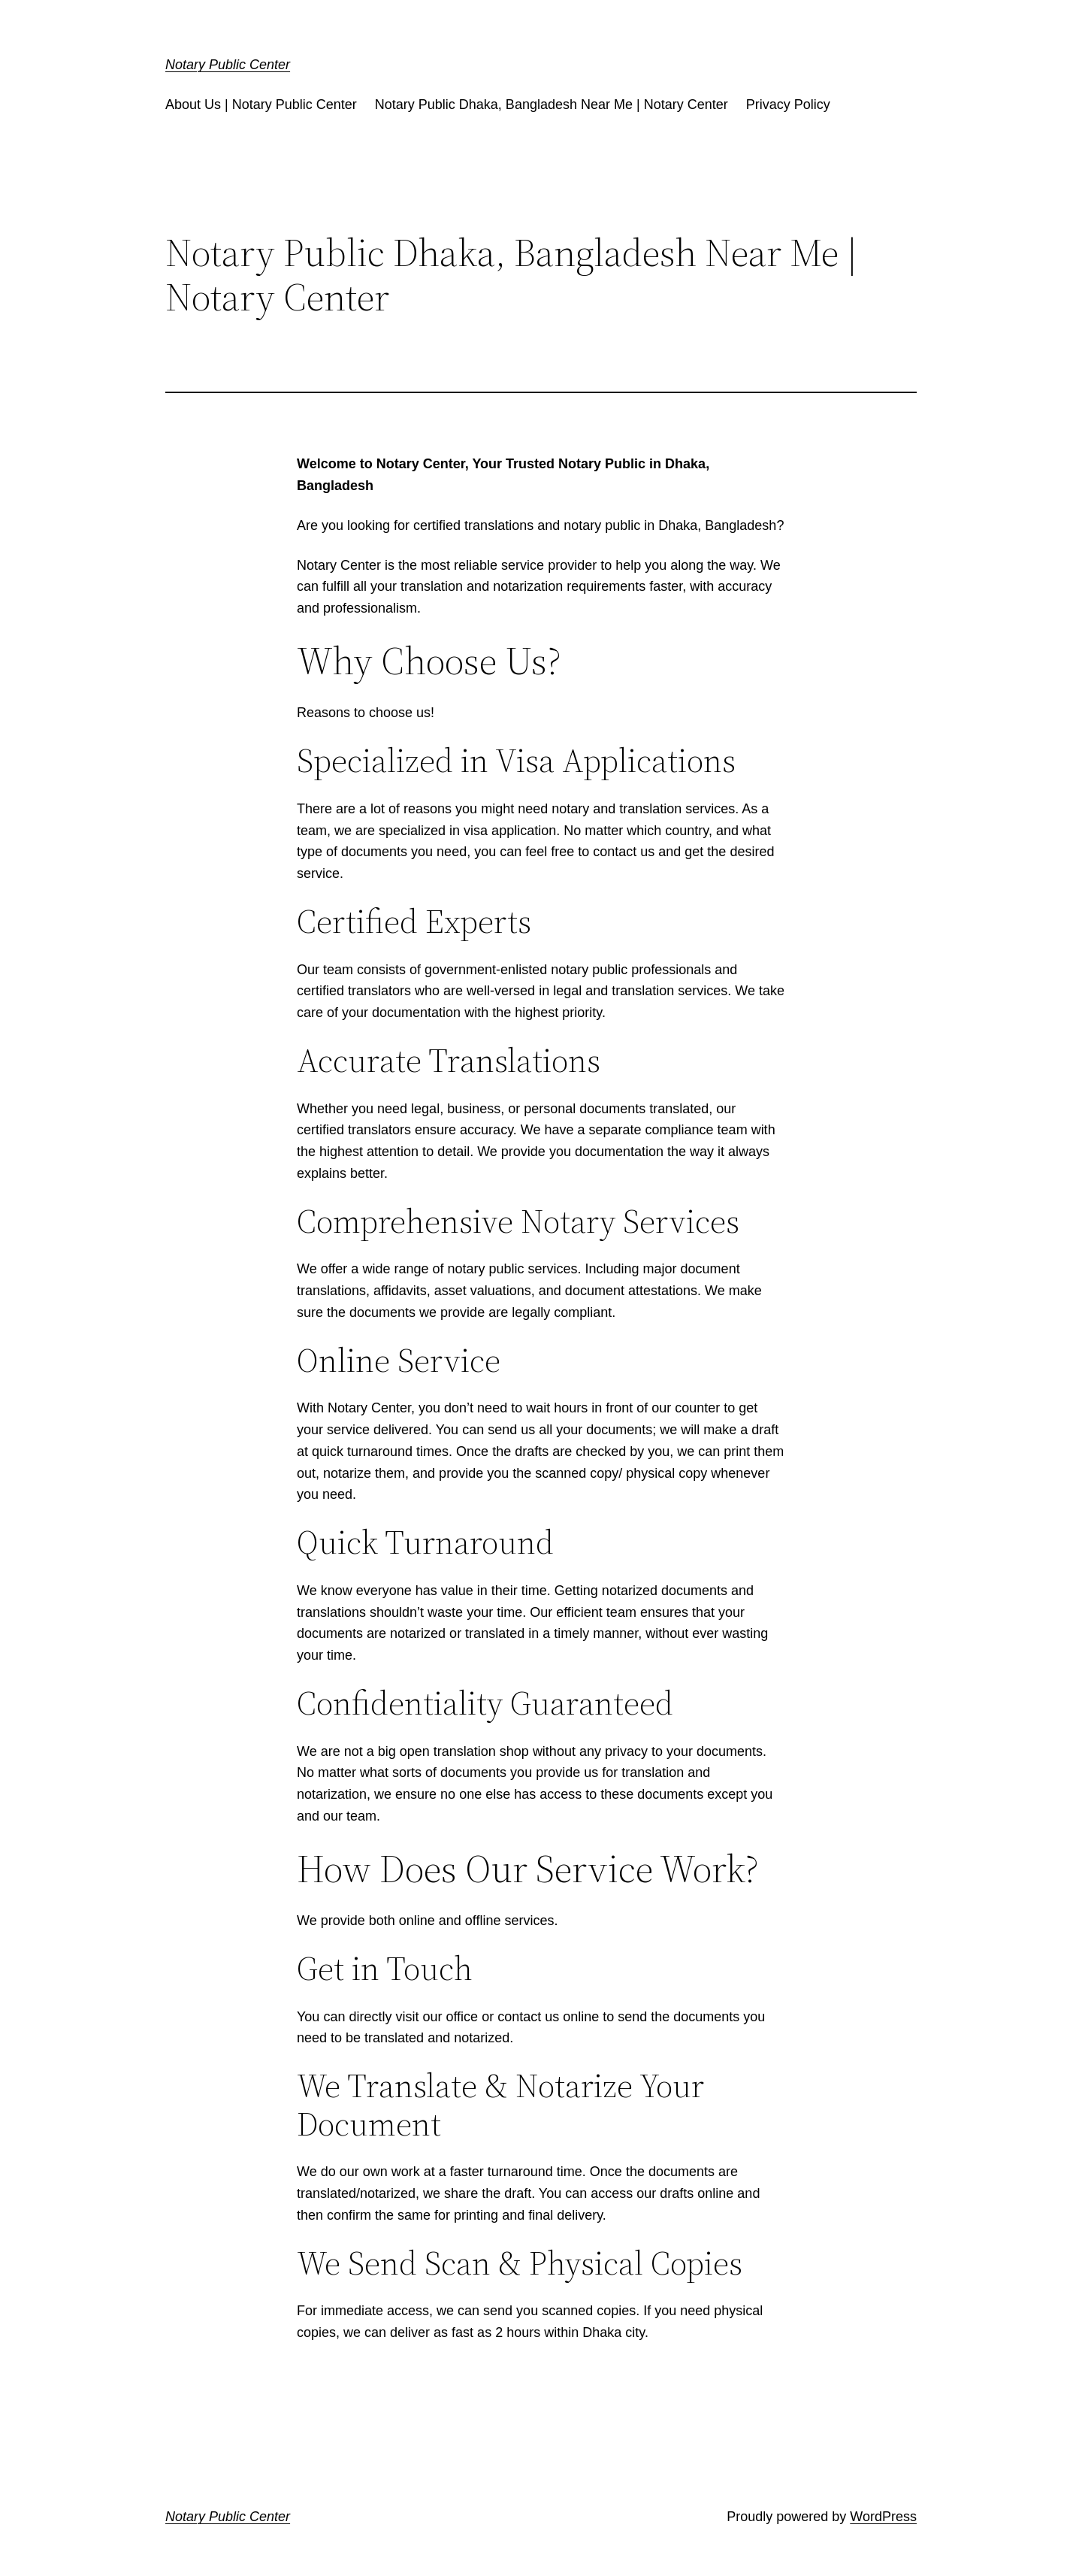 Notary Public Center
About Us | Notary Public Center Notary Public Dhaka, Bangladesh Near Me | Notary Center Privacy Policy
Notary Public Dhaka, Bangladesh Near Me |
Notary Center
Welcome to Notary Center, Your Trusted Notary Public in Dhaka,
Bangladesh
Are you looking for certified translations and notary public in Dhaka, Bangladesh?
Notary Center is the most reliable service provider to help you along the way. We
can fulfill all your translation and notarization requirements faster, with accuracy
and professionalism.
Why Choose Us?
Reasons to choose us!
Specialized in Visa Applications
There are a lot of reasons you might need notary and translation services. As a
team, we are specialized in visa application. No matter which country, and what
type of documents you need, you can feel free to contact us and get the desired
service.
Certified Experts
Our team consists of government-enlisted notary public professionals and
certified translators who are well-versed in legal and translation services. We take
care of your documentation with the highest priority.
Accurate Translations
Whether you need legal, business, or personal documents translated, our
certified translators ensure accuracy. We have a separate compliance team with
the highest attention to detail. We provide you documentation the way it always
explains better.
Comprehensive Notary Services
We offer a wide range of notary public services. Including major document
translations, affidavits, asset valuations, and document attestations. We make
sure the documents we provide are legally compliant.
Online Service
With Notary Center, you don’t need to wait hours in front of our counter to get
your service delivered. You can send us all your documents; we will make a draft
at quick turnaround times. Once the drafts are checked by you, we can print them
out, notarize them, and provide you the scanned copy/ physical copy whenever
you need.
Quick Turnaround
We know everyone has value in their time. Getting notarized documents and
translations shouldn’t waste your time. Our efficient team ensures that your
documents are notarized or translated in a timely manner, without ever wasting
your time.
Confidentiality Guaranteed
We are not a big open translation shop without any privacy to your documents.
No matter what sorts of documents you provide us for translation and
notarization, we ensure no one else has access to these documents except you
and our team.
How Does Our Service Work?
We provide both online and offline services.
Get in Touch
You can directly visit our office or contact us online to send the documents you
need to be translated and notarized.
We Translate & Notarize Your
Document
We do our own work at a faster turnaround time. Once the documents are
translated/notarized, we share the draft. You can access our drafts online and
then confirm the same for printing and final delivery.
We Send Scan & Physical Copies
For immediate access, we can send you scanned copies. If you need physical
copies, we can deliver as fast as 2 hours within Dhaka city.
Notary Public Center Proudly powered by WordPress